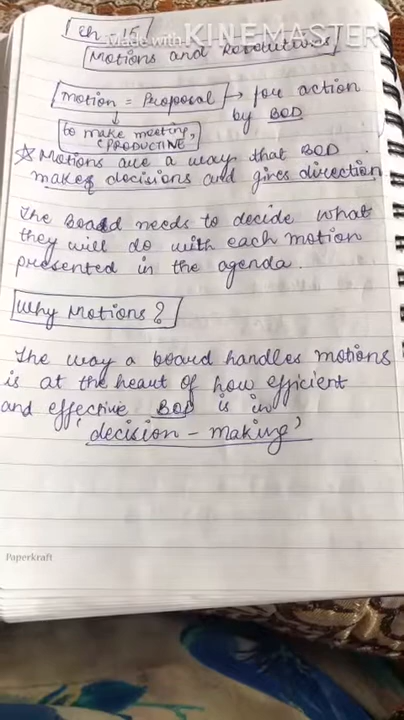 Ch - 15
Made with KINEMASTER
Motions and Resolutions
Motion = Proposal → for action
by BOD
to make meeting,
PRODUCTIVE
☆ Motions are a way that BOD
makes decisions and gives direction
The Board needs to decide what
they will do with each motion
presented in the agenda.
Why Motions?
The way a board handles motions
is at the heart of how efficient
and effective BOD is in
'decision - making'
Paperkraft